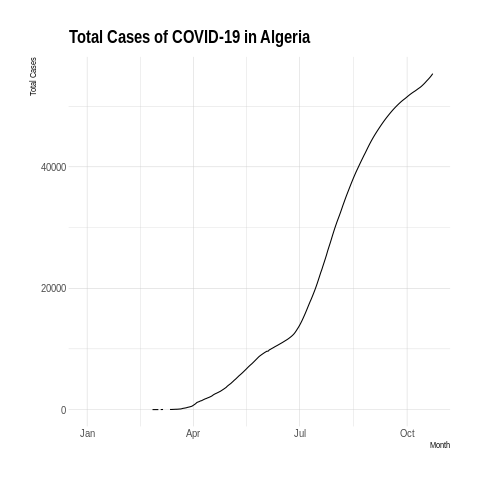 Total Cases of COVID-19 in Algeria
Total Cases
40000
20000
0
Jan Apr Jul Oct
Month